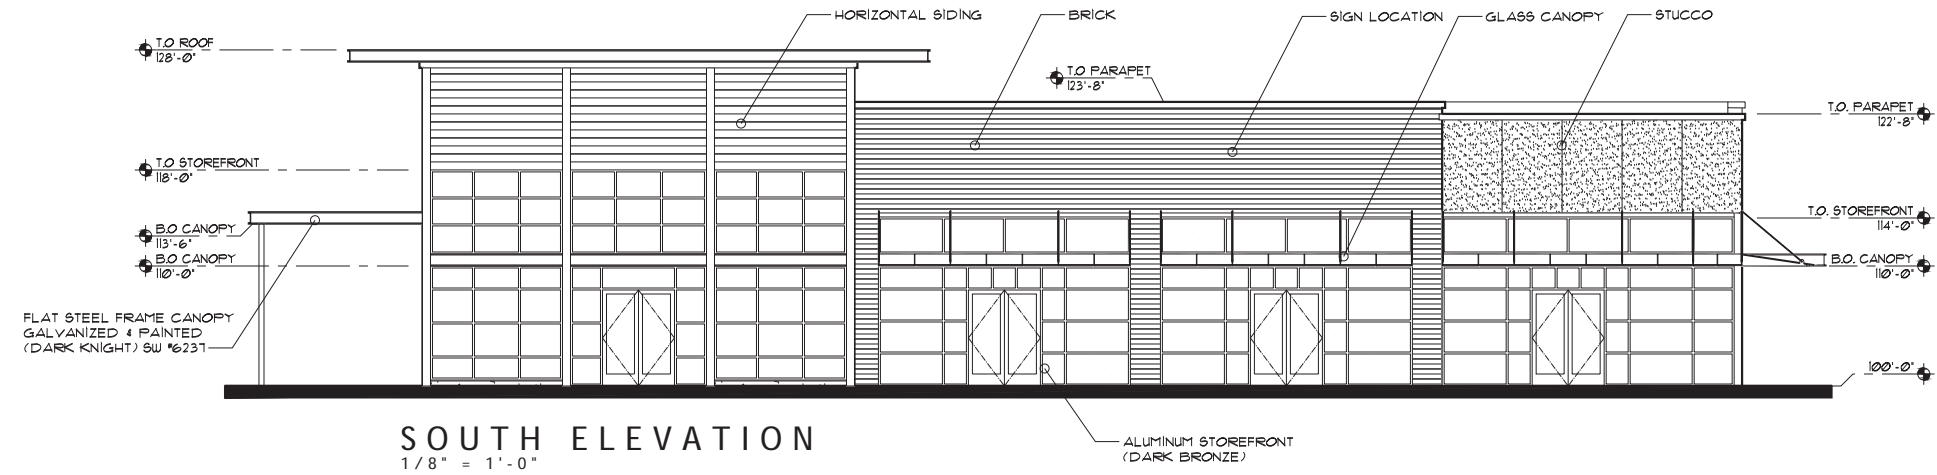 HORIZONTAL SIDING
BRICK
SIGN LOCATION
GLASS CANOPY
STUCCO
T.O ROOF
128'-0"
T.O PARAPET
123'-8"
T.O. PARAPET
122'-8"
T.O STOREFRONT
118'-0"
B.O CANOPY
113'-6"
B.O CANOPY
110'-0"
T.O. STOREFRONT
114'-0"
B.O. CANOPY
110'-0"
FLAT STEEL FRAME CANOPY
GALVANIZED & PAINTED
(DARK KNIGHT) SW #6237
100'-0"
SOUTH ELEVATION
1/8" = 1'-0"
ALUMINUM STOREFRONT
(DARK BRONZE)